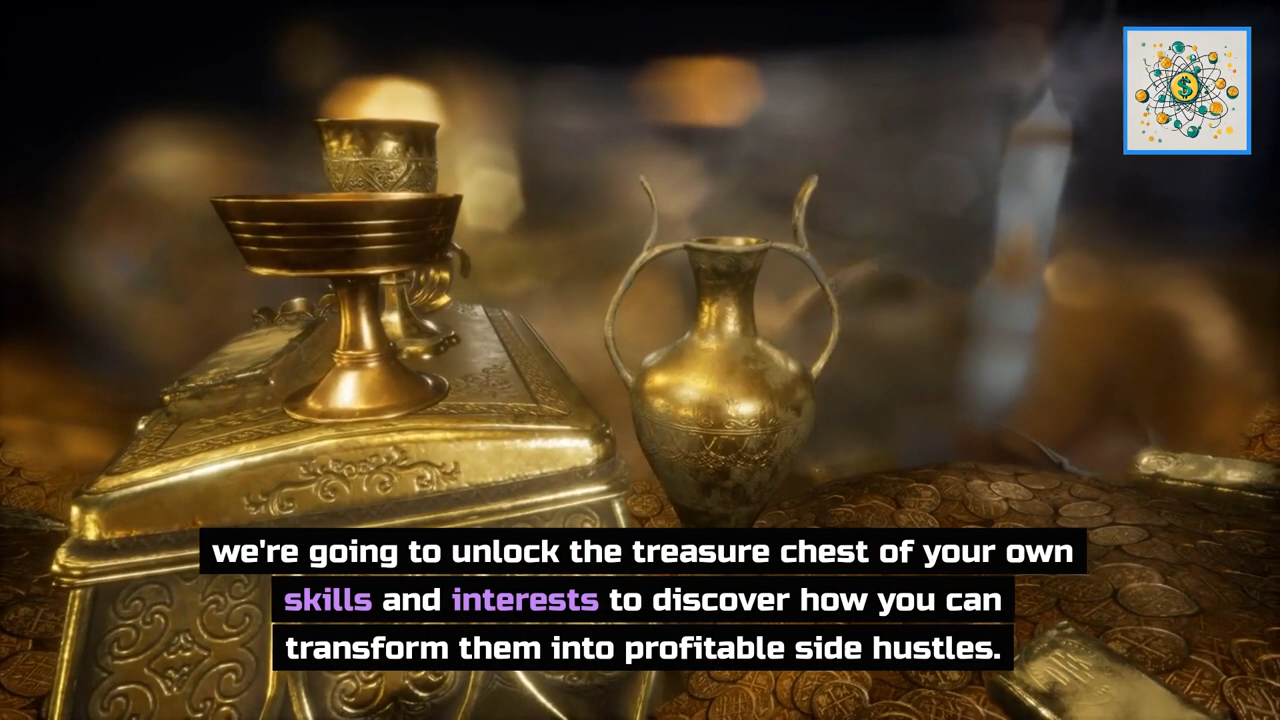 $
we're going to unlock the treasure chest of your own
skills and interests to discover how you can
transform them into profitable side hustles.